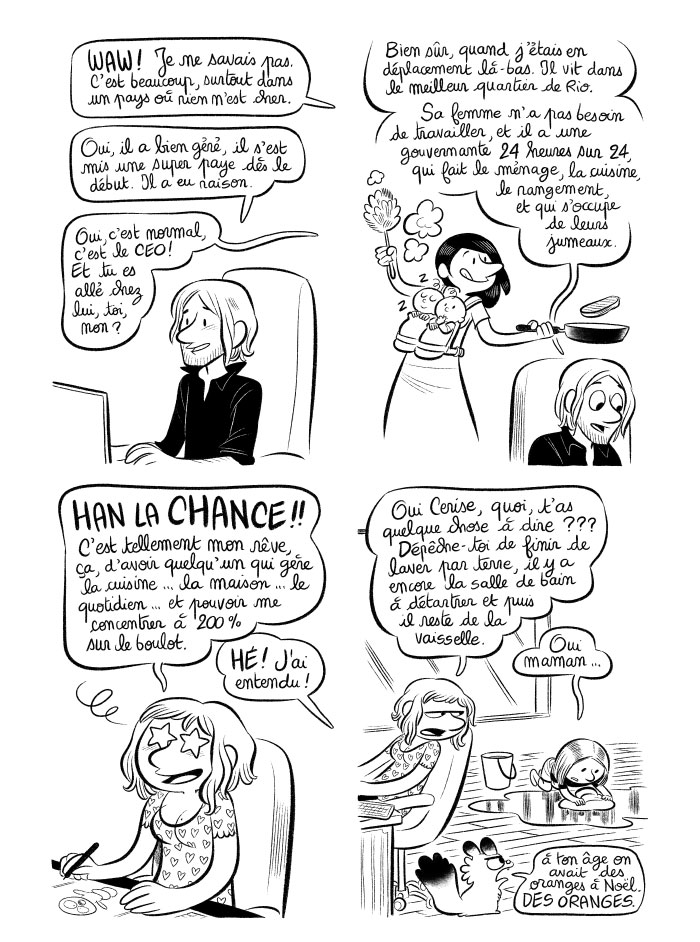 WAW! Je ne savais pas.
C'est beaucoup, surtout dans
un pays où rien n'est cher.
Oui, il a bien géré, il s'est
mis une super paye dès le
début. Il a eu raison.
Oui, c'est normal,
c'est le CEO!
Et tu es
allé chez
lui, toi,
non?
Bien sûr, quand j'étais en
déplacement là-bas. Il vit dans
le meilleur quartier de Rio.
Sa femme n'a pas besoin
de travailler, et il a une
gouvernante 24 heures sur 24,
qui fait le ménage, la cuisine,
le rangement,
et qui s'occupe
de leurs
jumeaux.
z
z
HAN LA CHANCE!!
C'est tellement mon rêve,
ça, d'avoir quelqu'un qui gère
la cuisine... la maison... le
quotidien... et pouvoir me
concentrer à 200%
sur le boulot.
HÉ! J'ai
entendu!
Oui Cerise, quoi, t'as
quelque chose à dire???
Dépêche-toi de finir de
laver par terre, il y a
encore la salle de bain
à détartrer et puis
il reste de la
vaisselle.
Oui
maman...
à ton âge on
avait des
oranges à Noël.
DES ORANGES.